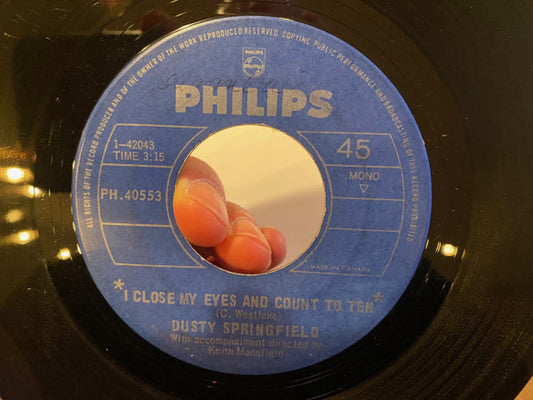 ALL RIGHTS OF THE RECORD PRODUCER AND OF THE OWNER OF THE WORK REPRODUCED RESERVED. COPYING, PUBLIC PERFORMANCE AND BROADCASTING OF THIS RECORD PROHIBITED
PHILIPS
PHILIPS
1-42043
TIME 3:15
45
PH.40553
MONO
MADE IN CANADA
*I CLOSE MY EYES AND COUNT TO TEN*
(C. Westlake)
DUSTY SPRINGFIELD
With accompaniment directed by
Keith Mansfield